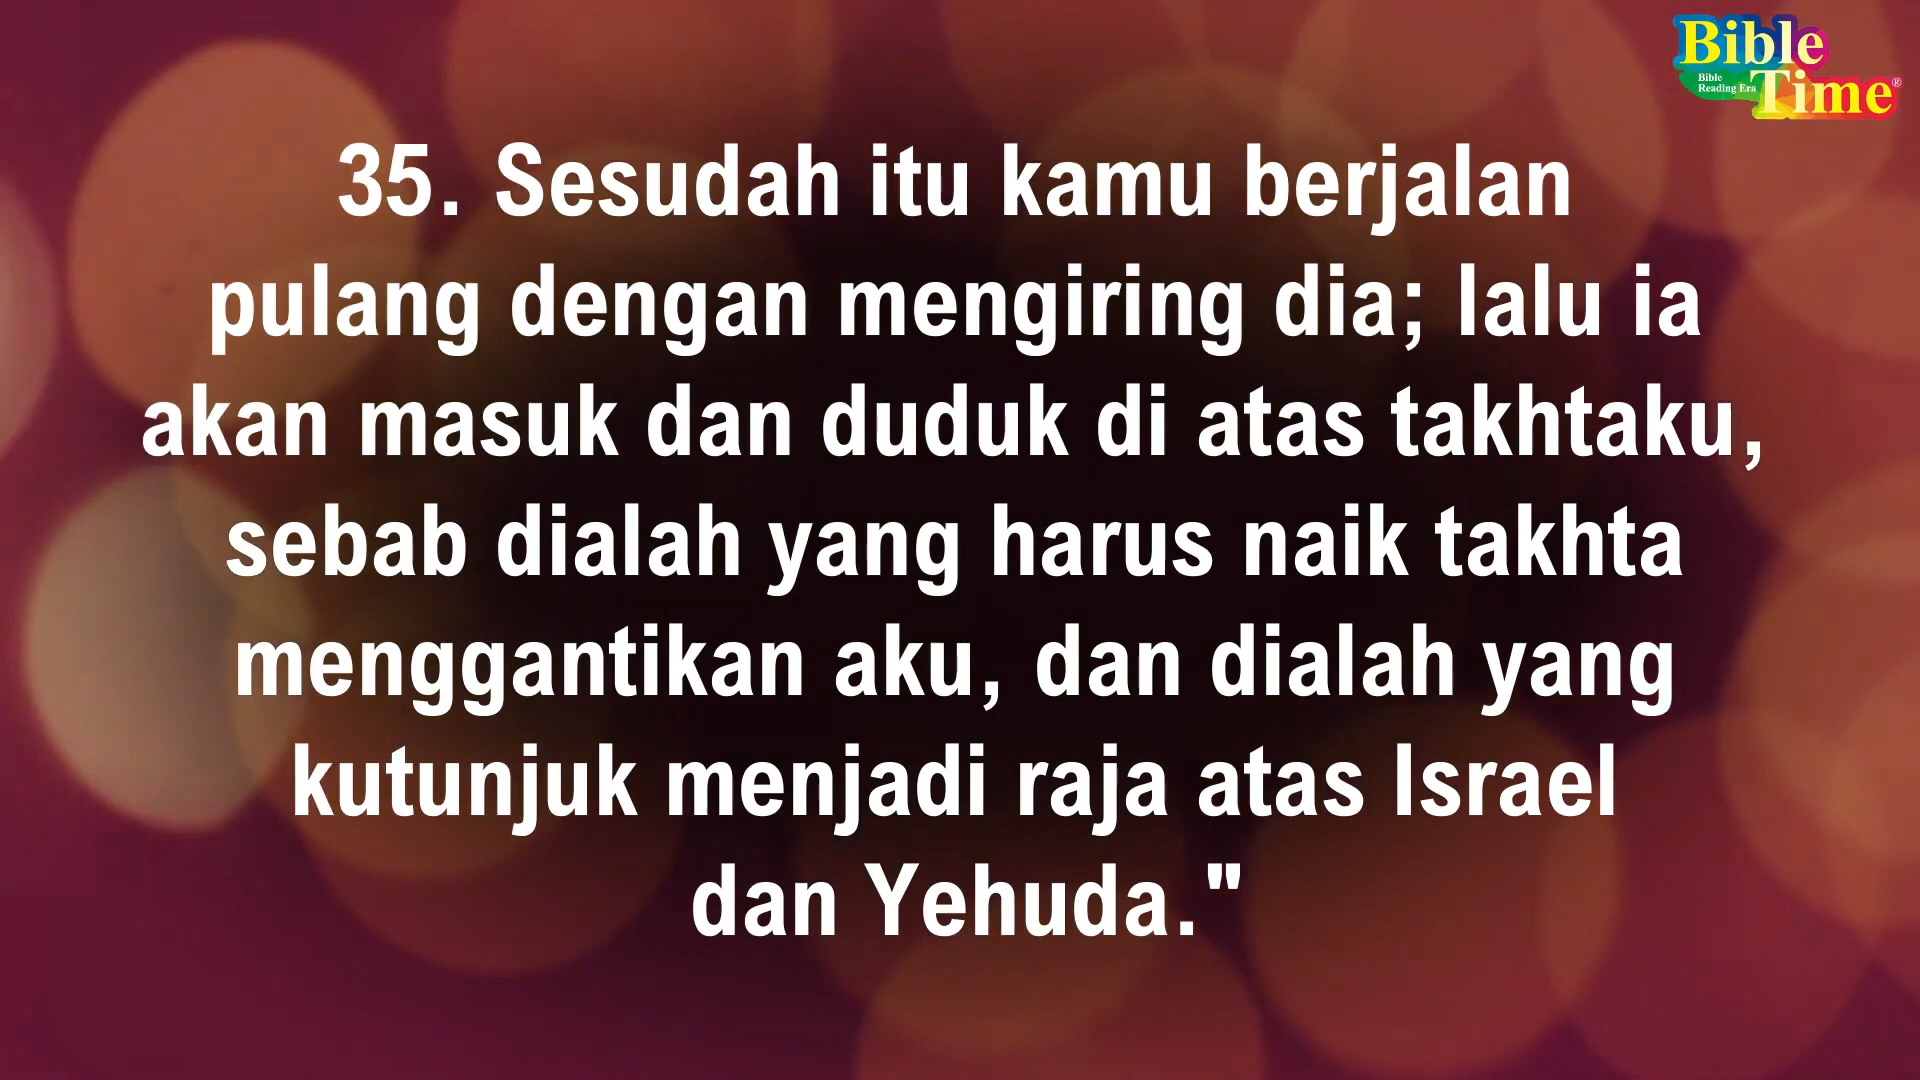 Bible
Bible
Reading Era
Time®
35. Sesudah itu kamu berjalan
pulang dengan mengiring dia; lalu ia
akan masuk dan duduk di atas takhtaku,
sebab dialah yang harus naik takhta
menggantikan aku, dan dialah yang
kutunjuk menjadi raja atas Israel
dan Yehuda."